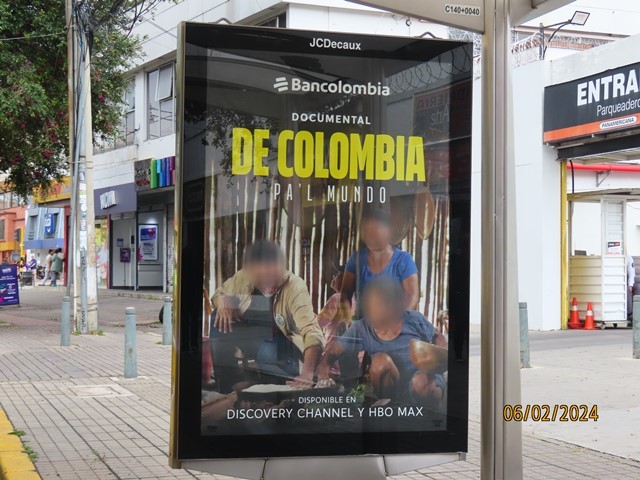 C140+0040
JCDecaux
Bancolombia
DOCUMENTAL
DE COLOMBIA
PA'L MUNDO
DISPONIBLE EN
DISCOVERY CHANNEL Y HBO MAX
ENTRA
Parqueadero
PANAMERICANA
06/02/2024